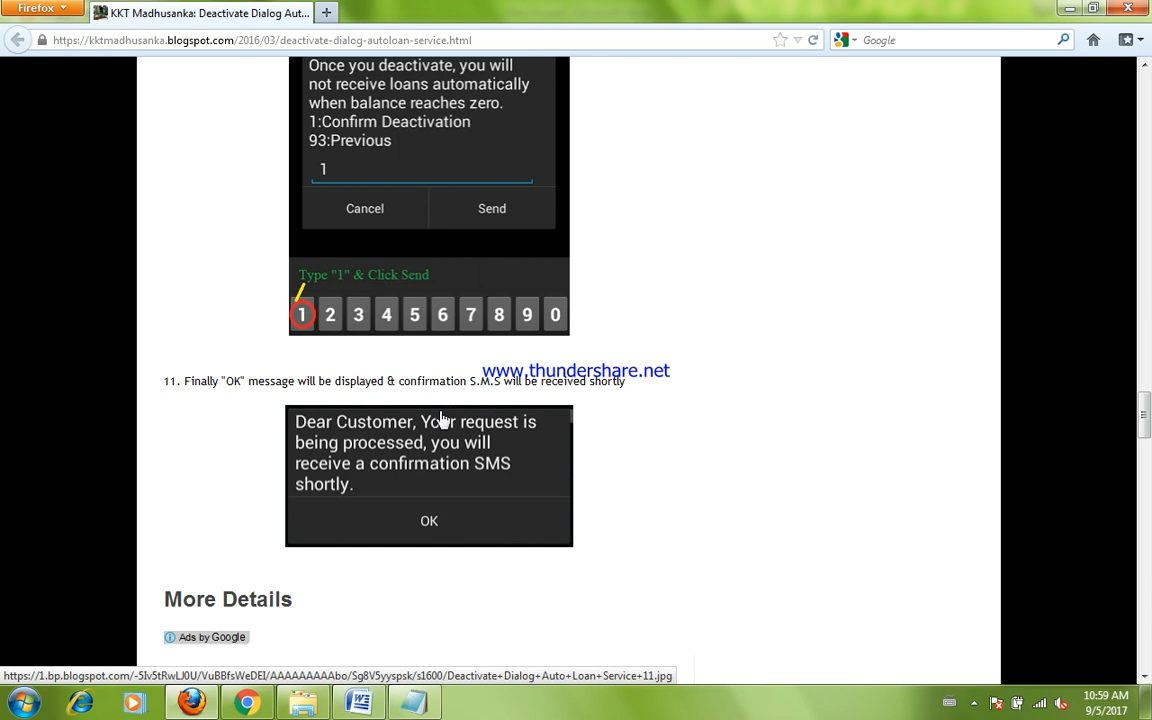 Firefox
KKT Madhusanka: Deactivate Dialog Aut...
https://kktmadhusanka.blogspot.com/2016/03/deactivate-dialog-autoloan-service.html
Google
Once you deactivate, you will
not receive loans automatically
when balance reaches zero.
1:Confirm Deactivation
93:Previous
1
Cancel Send
Type "1" & Click Send
1 2 3 4 5 6 7 8 9 0
www.thundershare.net
11. Finally "OK" message will be displayed & confirmation S.M.S will be received shortly
Dear Customer, Your request is
being processed, you will
receive a confirmation SMS
shortly.
OK
More Details
Ads by Google
https://1.bp.blogspot.com/-5Iv5tRwLJ0U/VuBBfsWeDEI/AAAAAAAAAbo/Sg8V5yyspsk/s1600/Deactivate+Dialog+Auto+Loan+Service+11.jpg
10:59 AM
9/5/2017